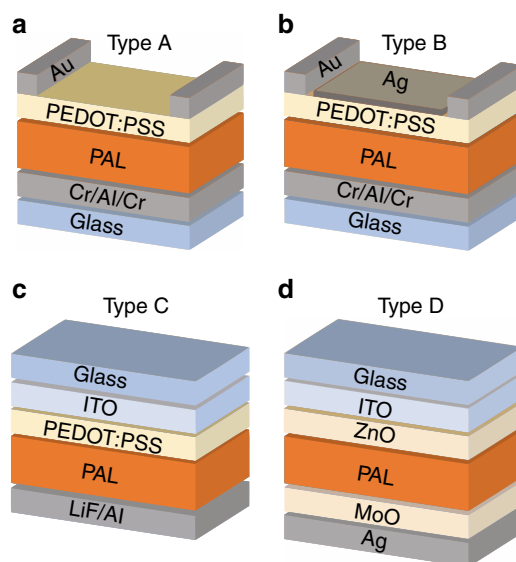 a
Type A
Au
PEDOT:PSS
PAL
Cr/Al/Cr
Glass
b
Type B
Au
Ag
PEDOT:PSS
PAL
Cr/Al/Cr
Glass
c
Type C
Glass
ITO
PEDOT:PSS
PAL
LiF/Al
d
Type D
Glass
ITO
ZnO
PAL
MoO
Ag